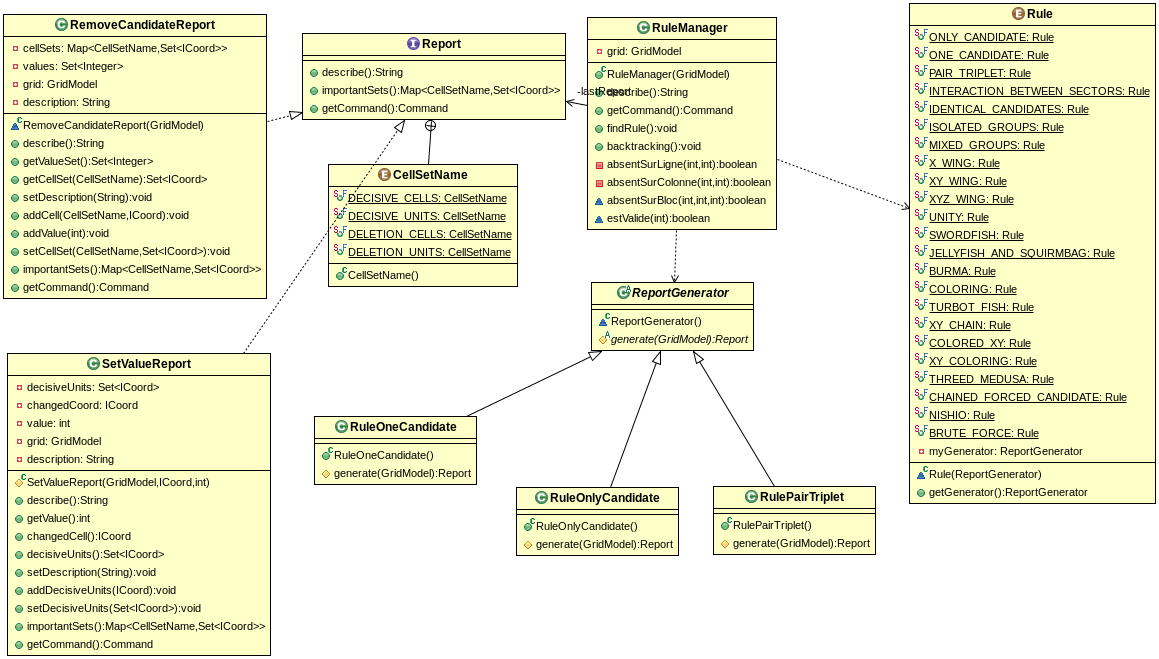 RemoveCandidateReport
cellSets: Map<CellSetName,Set<ICoord>>
values: Set<Integer>
grid: GridModel
description: String
RemoveCandidateReport(GridModel)
describe():String
getValueSet():Set<Integer>
getCellSet(CellSetName):Set<ICoord>
setDescription(String):void
addCell(CellSetName,ICoord):void
addValue(int):void
setCellSet(CellSetName,Set<ICoord>):void
importantSets():Map<CellSetName,Set<ICoord>>
getCommand():Command
Report
describe():String
importantSets():Map<CellSetName,Set<ICoord>>
getCommand():Command
-lastReport
RuleManager
grid: GridModel
RuleManager(GridModel)
describe():String
getCommand():Command
findRule():void
backtracking():void
absentSurLigne(int,int):boolean
absentSurColonne(int,int):boolean
absentSurBloc(int,int,int):boolean
estValide(int):boolean
CellSetName
DECISIVE_CELLS: CellSetName
DECISIVE_UNITS: CellSetName
DELETION_CELLS: CellSetName
DELETION_UNITS: CellSetName
CellSetName()
Rule
ONLY_CANDIDATE: Rule
ONE_CANDIDATE: Rule
PAIR_TRIPLET: Rule
INTERACTION_BETWEEN_SECTORS: Rule
IDENTICAL_CANDIDATES: Rule
ISOLATED_GROUPS: Rule
MIXED_GROUPS: Rule
X_WING: Rule
XY_WING: Rule
XYZ_WING: Rule
UNITY: Rule
SWORDFISH: Rule
JELLYFISH_AND_SQUIRMBAG: Rule
BURMA: Rule
COLORING: Rule
TURBOT_FISH: Rule
XY_CHAIN: Rule
COLORED_XY: Rule
XY_COLORING: Rule
THREED_MEDUSA: Rule
CHAINED_FORCED_CANDIDATE: Rule
NISHIO: Rule
BRUTE_FORCE: Rule
myGenerator: ReportGenerator
Rule(ReportGenerator)
getGenerator():ReportGenerator
ReportGenerator
ReportGenerator()
generate(GridModel):Report
SetValueReport
decisiveUnits: Set<ICoord>
changedCoord: ICoord
value: int
grid: GridModel
description: String
SetValueReport(GridModel,ICoord,int)
describe():String
getValue():int
changedCell():ICoord
decisiveUnits():Set<ICoord>
setDescription(String):void
addDecisiveUnits(ICoord):void
setDecisiveUnits(Set<ICoord>):void
importantSets():Map<CellSetName,Set<ICoord>>
getCommand():Command
RuleOneCandidate
RuleOneCandidate()
generate(GridModel):Report
RuleOnlyCandidate
RuleOnlyCandidate()
generate(GridModel):Report
RulePairTriplet
RulePairTriplet()
generate(GridModel):Report